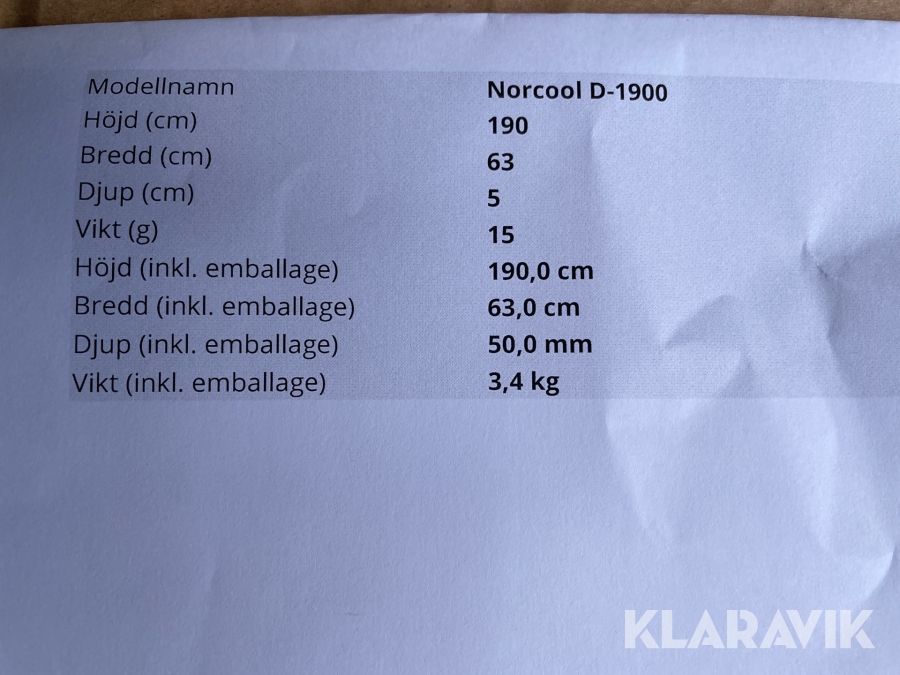 Modellnamn Norcool D-1900
Höjd (cm) 190
Bredd (cm) 63
Djup (cm) 5
Vikt (g) 15
Höjd (inkl. emballage) 190,0 cm
Bredd (inkl. emballage) 63,0 cm
Djup (inkl. emballage) 50,0 mm
Vikt (inkl. emballage) 3,4 kg
KLARAVIK